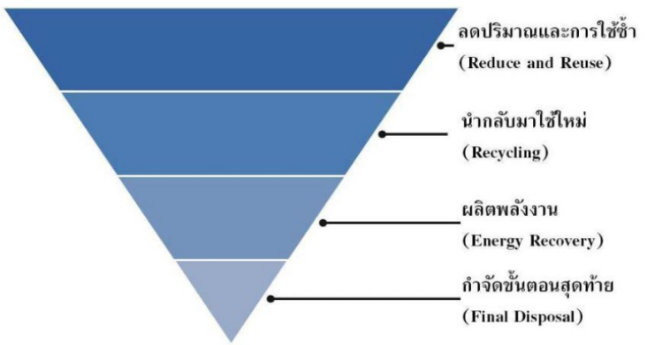 ลดปริมาณและการใช้ซ้ำ
(Reduce and Reuse)
นำกลับมาใช้ใหม่
(Recycling)
ผลิตพลังงาน
(Energy Recovery)
กำจัดขั้นตอนสุดท้าย
(Final Disposal)